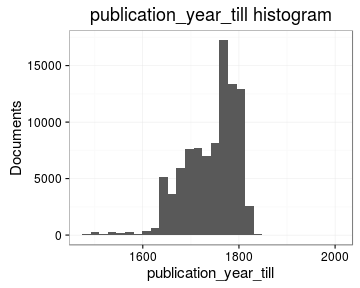 publication_year_till histogram
15000
10000
5000
0
Documents
1600 1800 2000
publication_year_till